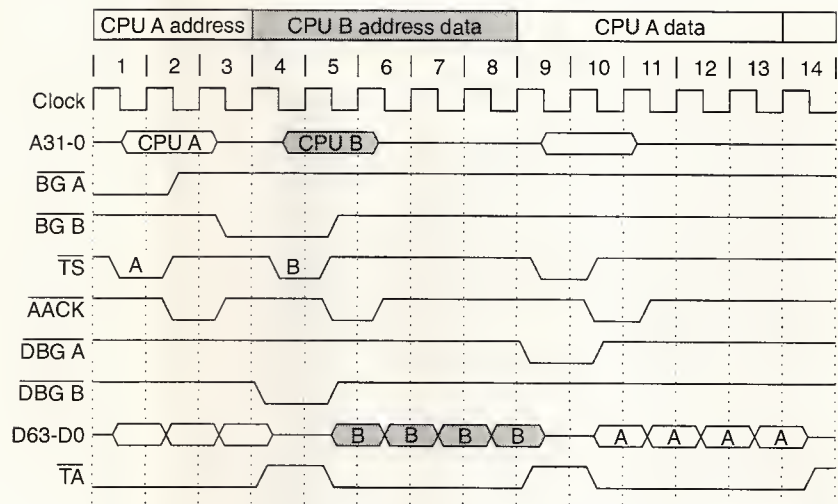 CPU A address CPU B address data CPU A data
1 2 3 4 5 6 7 8 9 10 11 12 13 14
Clock
A31-0 CPU A CPU B
BG A
BG B
TS A B
AACK
DBG A
DBG B
D63-D0 B B B B A A A A
TA